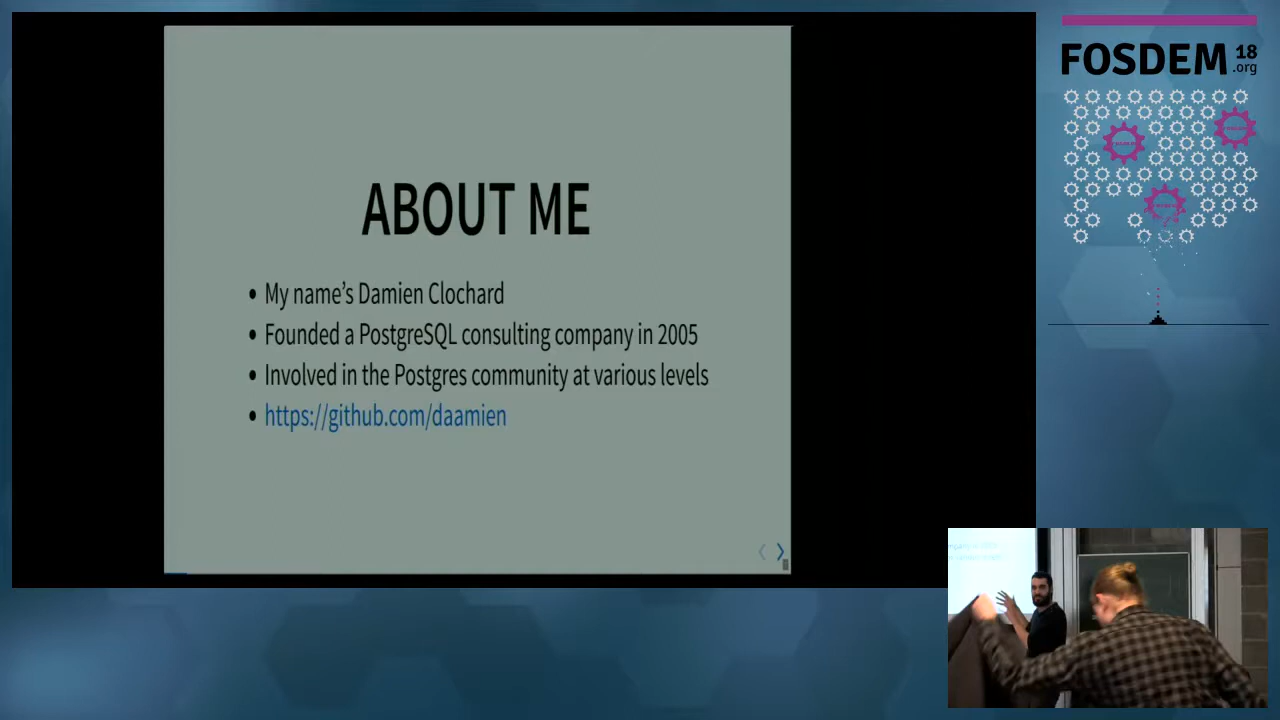 ABOUT ME
• My name's Damien Clochard
• Founded a PostgreSQL consulting company in 2005
• Involved in the Postgres community at various levels
• https://github.com/daamien
FOSDEM 18
.org